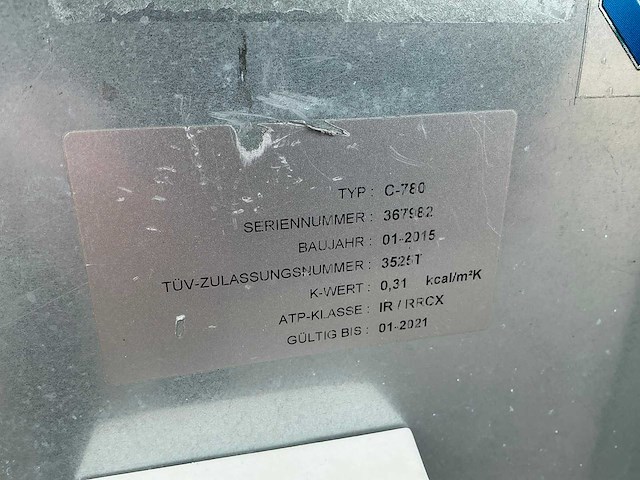 TYP : C-780
SERIENNUMMER : 367982
BAUJAHR : 01-2015
TÜV-ZULASSUNGSNUMMER : 3525T
K-WERT : 0,31 kcal/m²K
ATP-KLASSE : IR / RRCX
GÜLTIG BIS : 01-2021